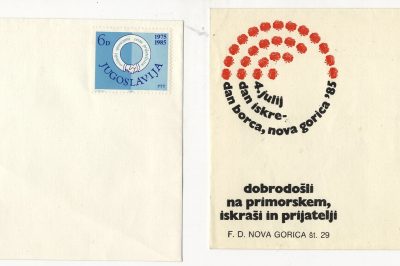 6D
1975
1985
JUGOSLAVIJA
PTT
4. julij
dan iskre-
dan borca, nova gorica '85
dobrodošli
na primorskem,
iskraši in prijatelji
F. D. NOVA GORICA št. 29